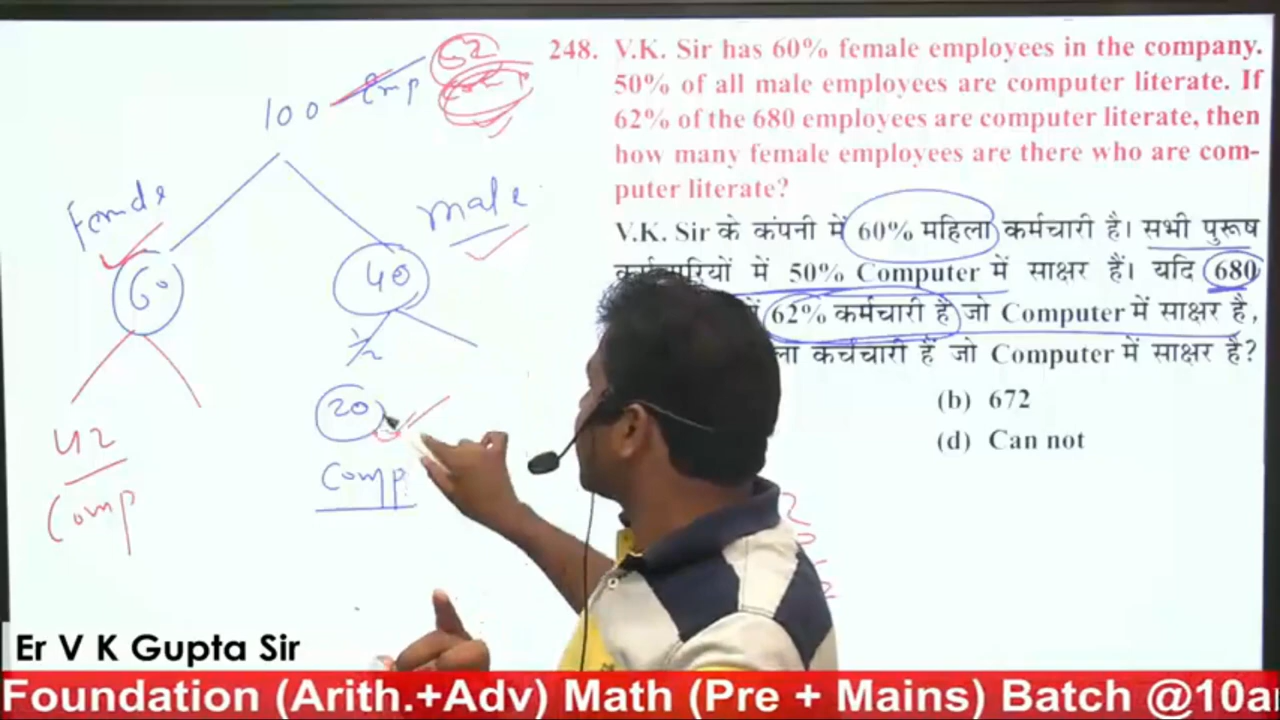 248. V.K. Sir has 60% female employees in the company.
50% of all male employees are computer literate. If
62% of the 680 employees are computer literate, then
how many female employees are there who are com-
puter literate?
V.K. Sir के कंपनी में 60% महिला कर्मचारी है। सभी पुरूष
में 50% Computer में साक्षर हैं। यदि 680
62% कर्मचारी हैं जो Computer में साक्षर है,
कर्चचारी हैं जो Computer में साक्षर है?
(b) 672
(d) Can not
100 Emp 62
Female male
60 40
1/2
42 20
Comp Comp
Er V K Gupta Sir
Foundation (Arith.+Adv) Math (Pre + Mains) Batch @10a